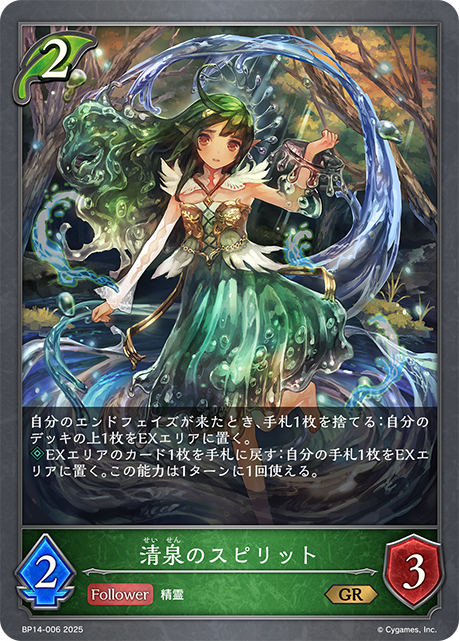 2
自分のエンドフェイズが来たとき、手札1枚を捨てる：自分の
デッキの上1枚をEXエリアに置く。
EXエリアのカード1枚を手札に戻す：自分の手札1枚をEXエ
リアに置く。この能力は1ターンに1回使える。
せいせん
清泉のスピリット
2
Follower 精霊
GR
3
BP14-006 2025
© Cygames, Inc.